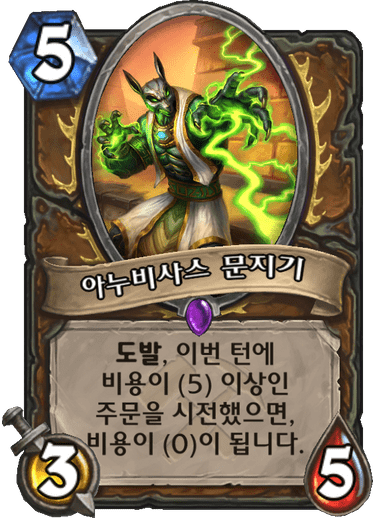 5
아누비사스 문지기
도발, 이번 턴에
비용이 (5) 이상인
주문을 시전했으면,
비용이 (0)이 됩니다.
3
5